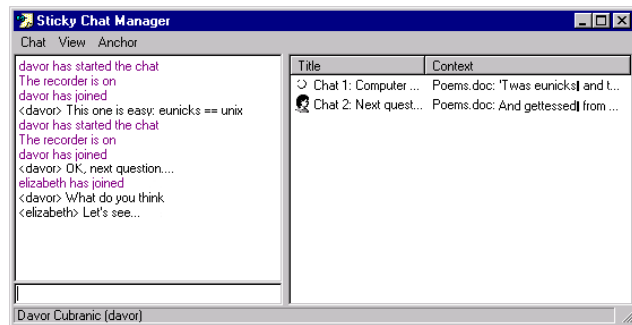 Sticky Chat Manager
Chat View Anchor
davor has started the chat
The recorder is on
davor has joined
<davor> This one is easy: eunicks == unix
davor has started the chat
The recorder is on
davor has joined
<davor> OK, next question....
elizabeth has joined
<davor> What do you think
<elizabeth> Let's see...
Title Context
Chat 1: Computer ... Poems.doc: 'Twas eunicks and t...
Chat 2: Next quest... Poems.doc: And gettessed from ...
Davor Cubranic (davor)